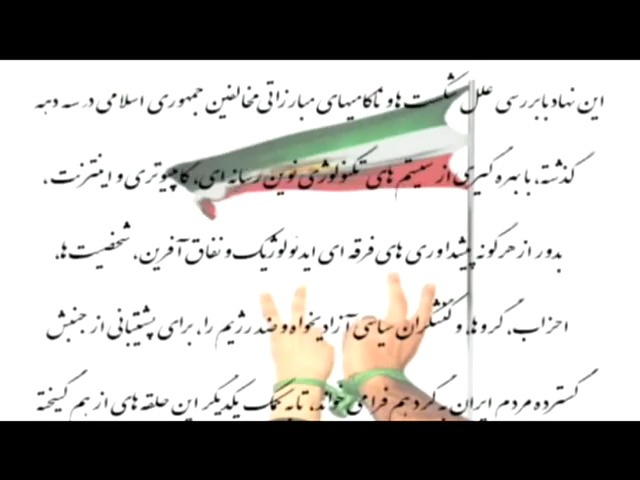 این نهاد با بررسی علل شکست ها و ناکامیهای مبارزاتی مخالفین جمهوری اسلامی در سه دهه
گذشته، با بهره گیری از سیستم های تکنولوژی نوین رسانه ای، کامپیوتری و اینترنت،
بدور از هرگونه پیشداوری های فرقه ای ایدئولوژیک و نفاق آفرین، شخصیت ها،
احزاب، گروها، و کنشگران سیاسی آزادیخواه و ضد رژیم را، برای پشتیبانی از جنبش
گسترده مردم ایران به گرد هم فرا می خواند، تا به کمک یکدیگر این حلقه های از هم گسیخته